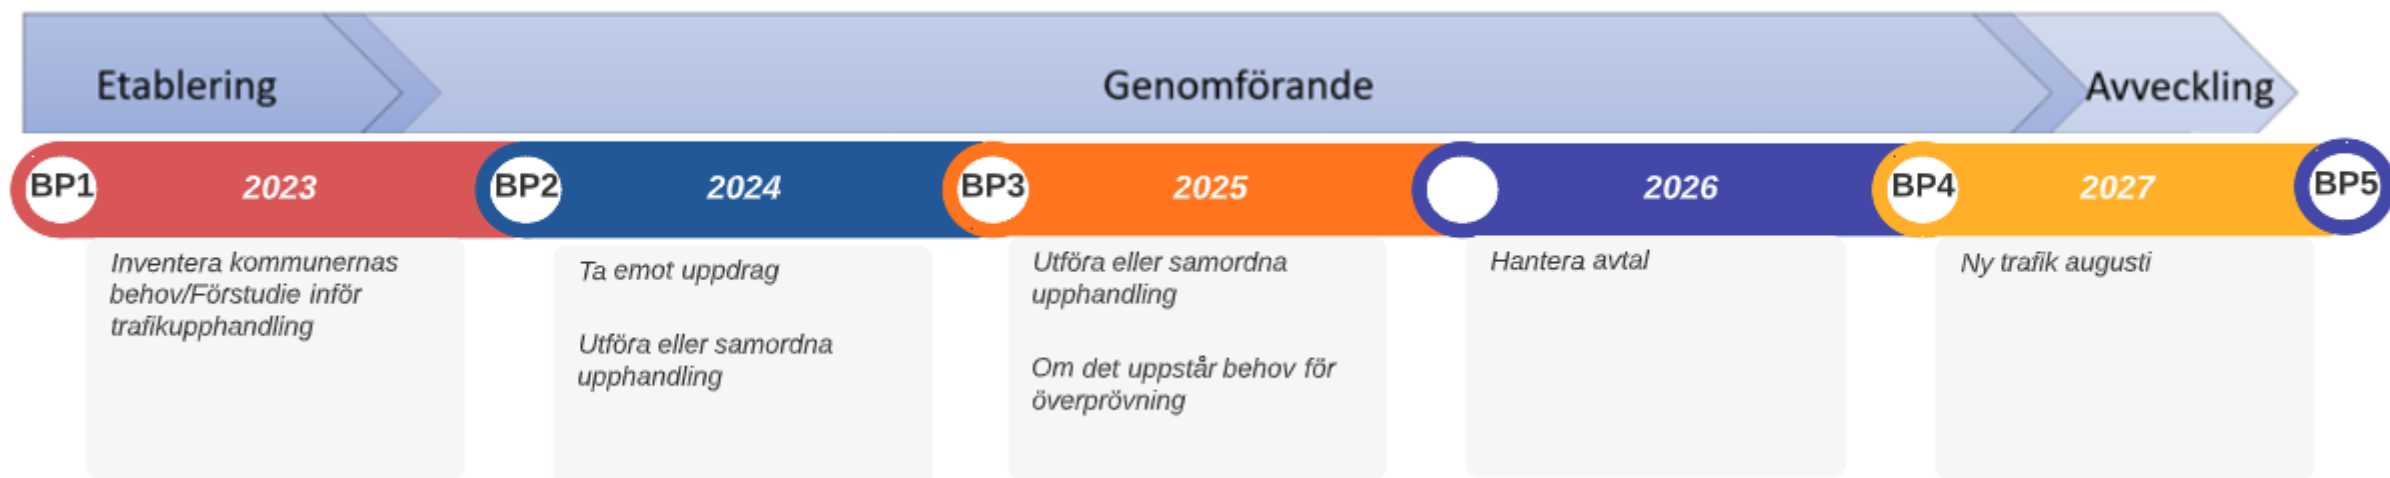 Etablering
Genomförande
Avveckling
BP1
2023
BP2
2024
BP3
2025
2026
BP4
2027
BP5
Inventera kommunernas
behov/Förstudie inför
trafikupphandling
Ta emot uppdrag
Utföra eller samordna
upphandling
Utföra eller samordna
upphandling
Om det uppstår behov för
överprövning
Hantera avtal
Ny trafik augusti